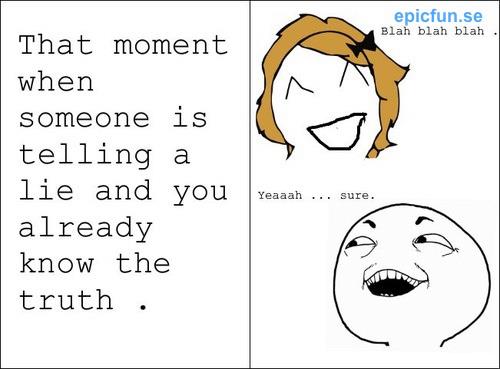 That moment
when
someone is
telling a
lie and you
already
know the
truth .
epicfun.se
Blah blah blah .
Yeaaah ... sure.